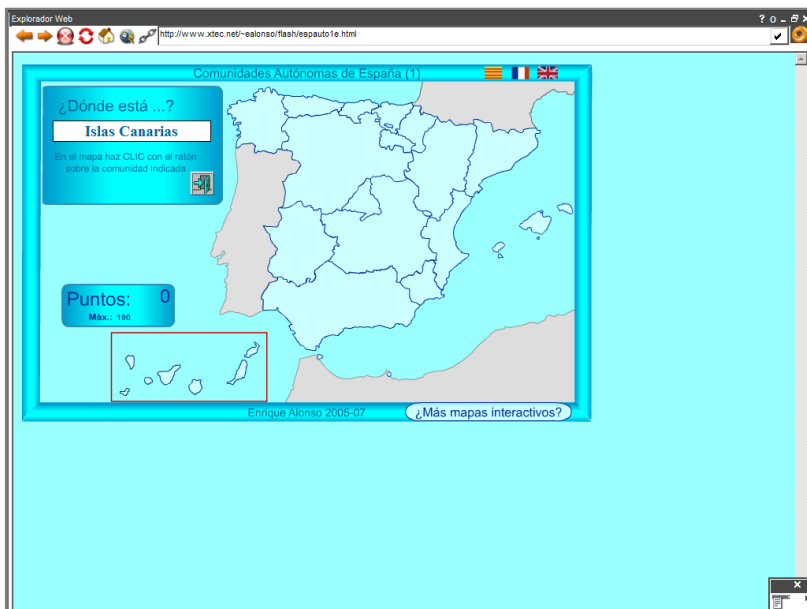 Explorador Web
? o
http://www.xtec.net/~ealonso/flash/espauto1e.html
Comunidades Autónomas de España (1)
¿Dónde está ...?
Islas Canarias
En el mapa haz CLIC con el ratón
sobre la comunidad indicada
Puntos: 0
Máx.: 190
Enrique Alonso 2005-07
¿Más mapas interactivos?